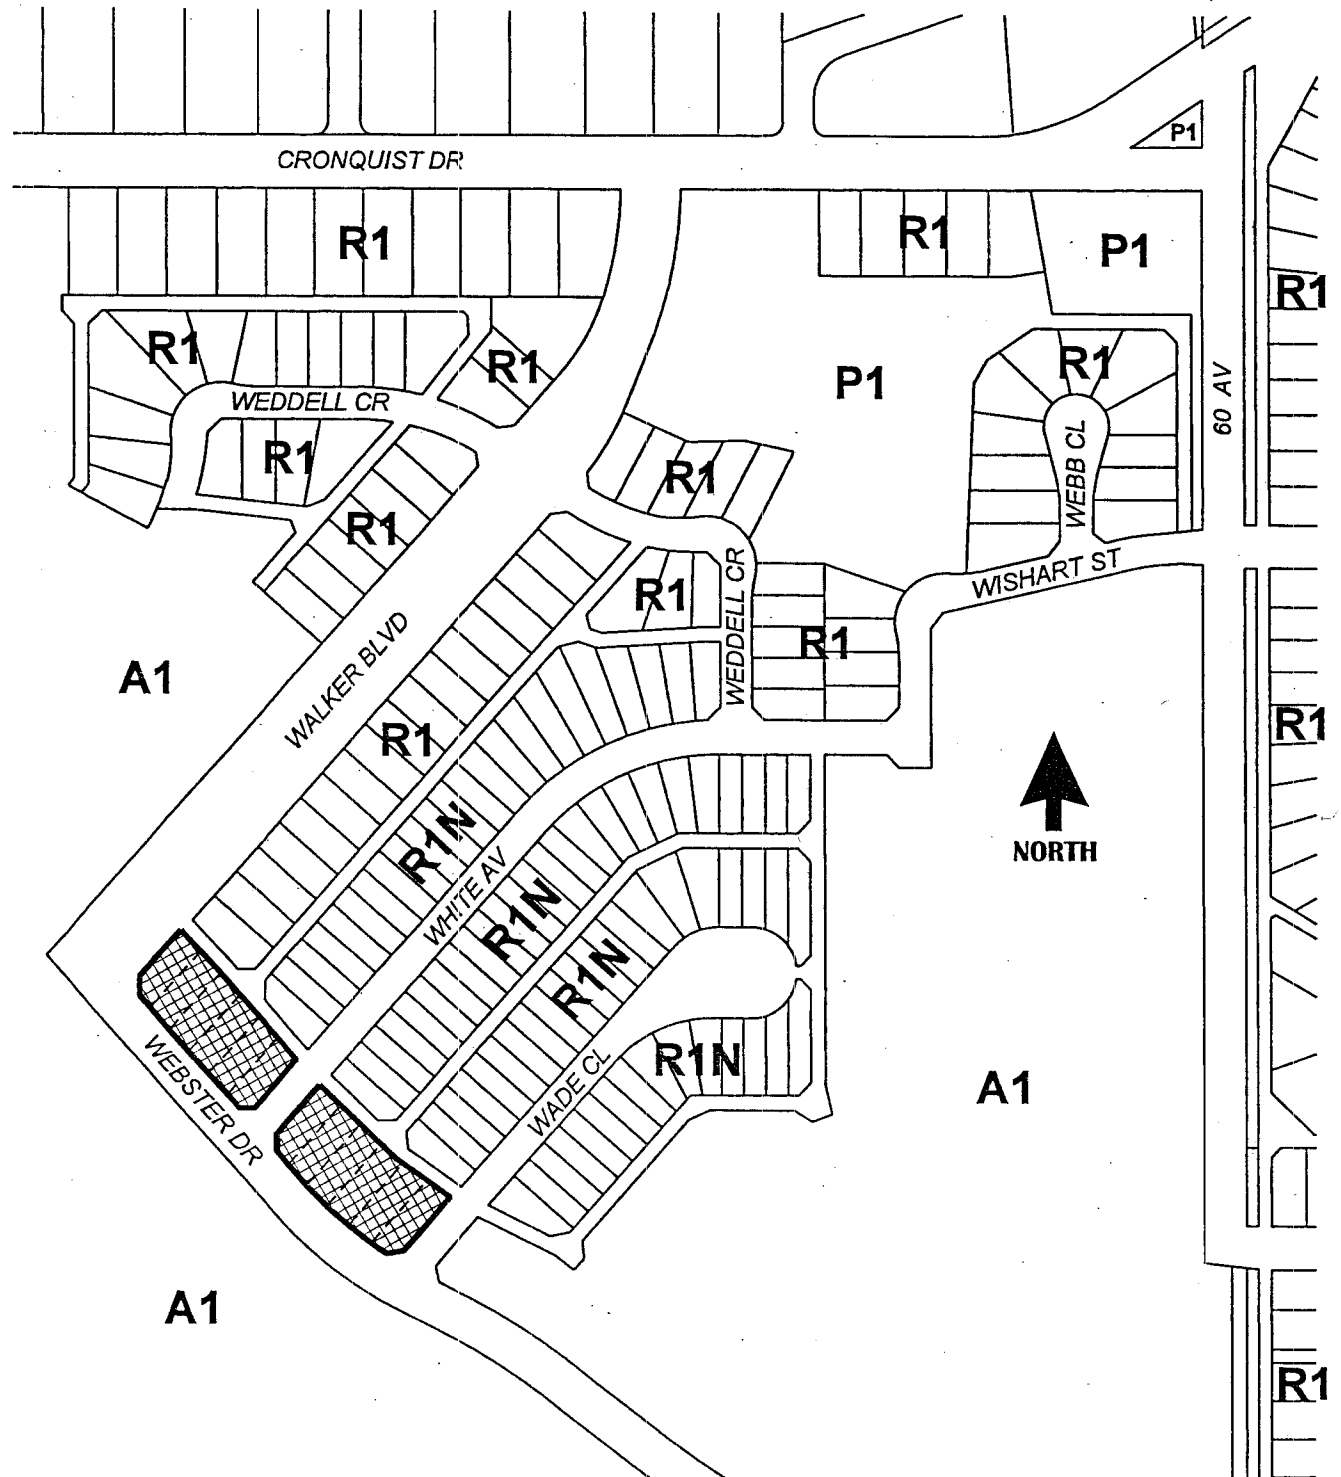 P1
CRONQUIST DR
R1
R1
P1
R1
R1
R1
R1
P1
WEDDELL CR
60 AV
R1
R1
WEBB CL
R1
WEDDELL CR
WISHART ST
R1
R1
A1
WALKER BLVD
R1
R1
R1N
NORTH
WHITE AV
R1N
R1N
R1N
WEBSTER DR
WADE CL
A1
A1
R1